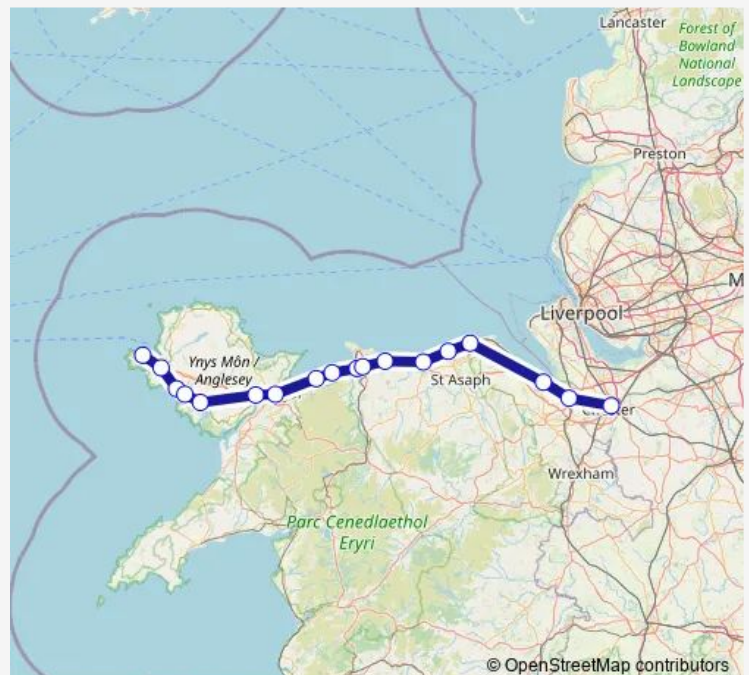 Lancaster
Forest of
Bowland
National
Landscape
Preston
M
Liverpool
Ynys Môn /
Anglesey
St Asaph
Wrexham
Parc Cenedlaethol
Eryri
© OpenStreetMap contributors